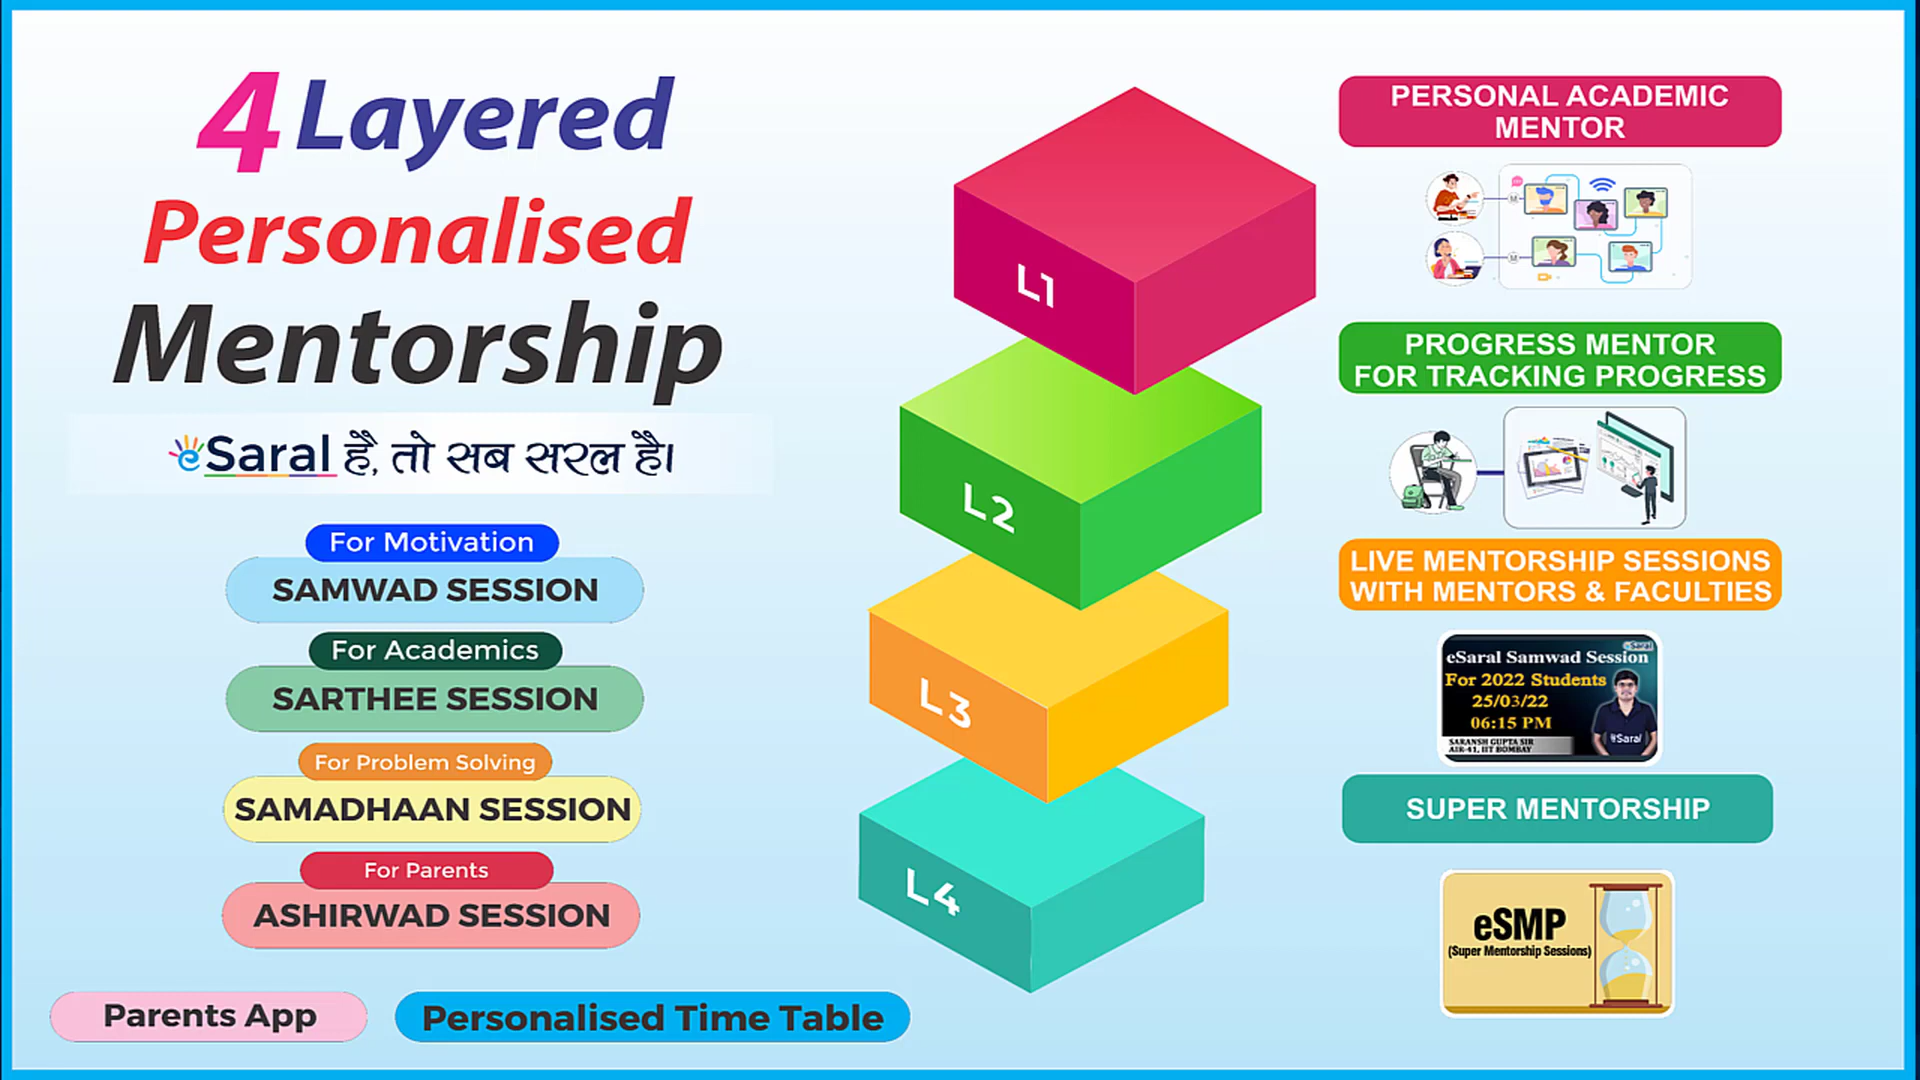 4 Layered
Personalised
Mentorship
eSaral है, तो सब सरल है।
For Motivation
SAMWAD SESSION
For Academics
SARTHEE SESSION
For Problem Solving
SAMADHAAN SESSION
For Parents
ASHIRWAD SESSION
Parents App
Personalised Time Table
L1
L2
L3
L4
PERSONAL ACADEMIC
MENTOR
M
M
PROGRESS MENTOR
FOR TRACKING PROGRESS
LIVE MENTORSHIP SESSIONS
WITH MENTORS & FACULTIES
eSaral
eSaral Samwad Session
For 2022 Students
25/03/22
06:15 PM
SARANSH GUPTA SIR
AIR-41, IIT BOMBAY
eSaral
SUPER MENTORSHIP
eSMP
(Super Mentorship Sessions)